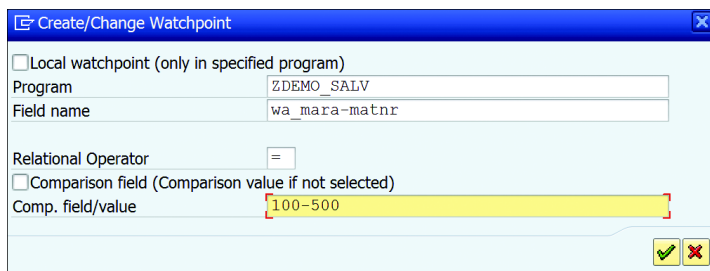 Create/Change Watchpoint
Local watchpoint (only in specified program)
Program ZDEMO_SALV
Field name wa_mara-matnr
Relational Operator =
Comparison field (Comparison value if not selected)
Comp. field/value 100-500